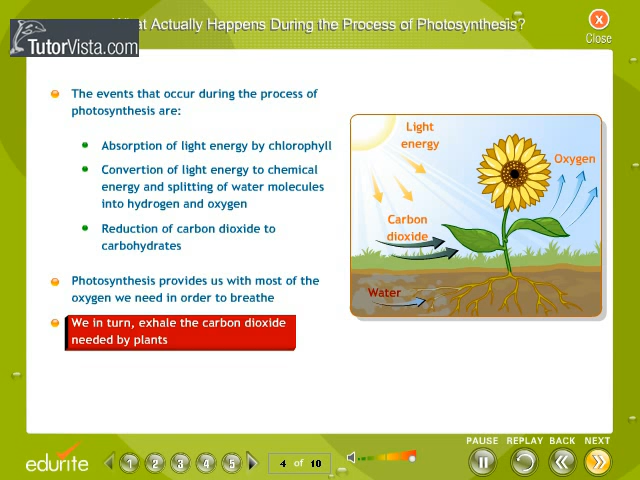 at Actually Happens During the Process of Photosynthesis?
TutorVista.com
Close
The events that occur during the process of
photosynthesis are:
Absorption of light energy by chlorophyll
Convertion of light energy to chemical
energy and splitting of water molecules
into hydrogen and oxygen
Reduction of carbon dioxide to
carbohydrates
Photosynthesis provides us with most of the
oxygen we need in order to breathe
We in turn, exhale the carbon dioxide
needed by plants
Light
energy
Oxygen
Carbon
dioxide
Water
PAUSE REPLAY BACK NEXT
edurite 1 2 3 4 5 4 of 10